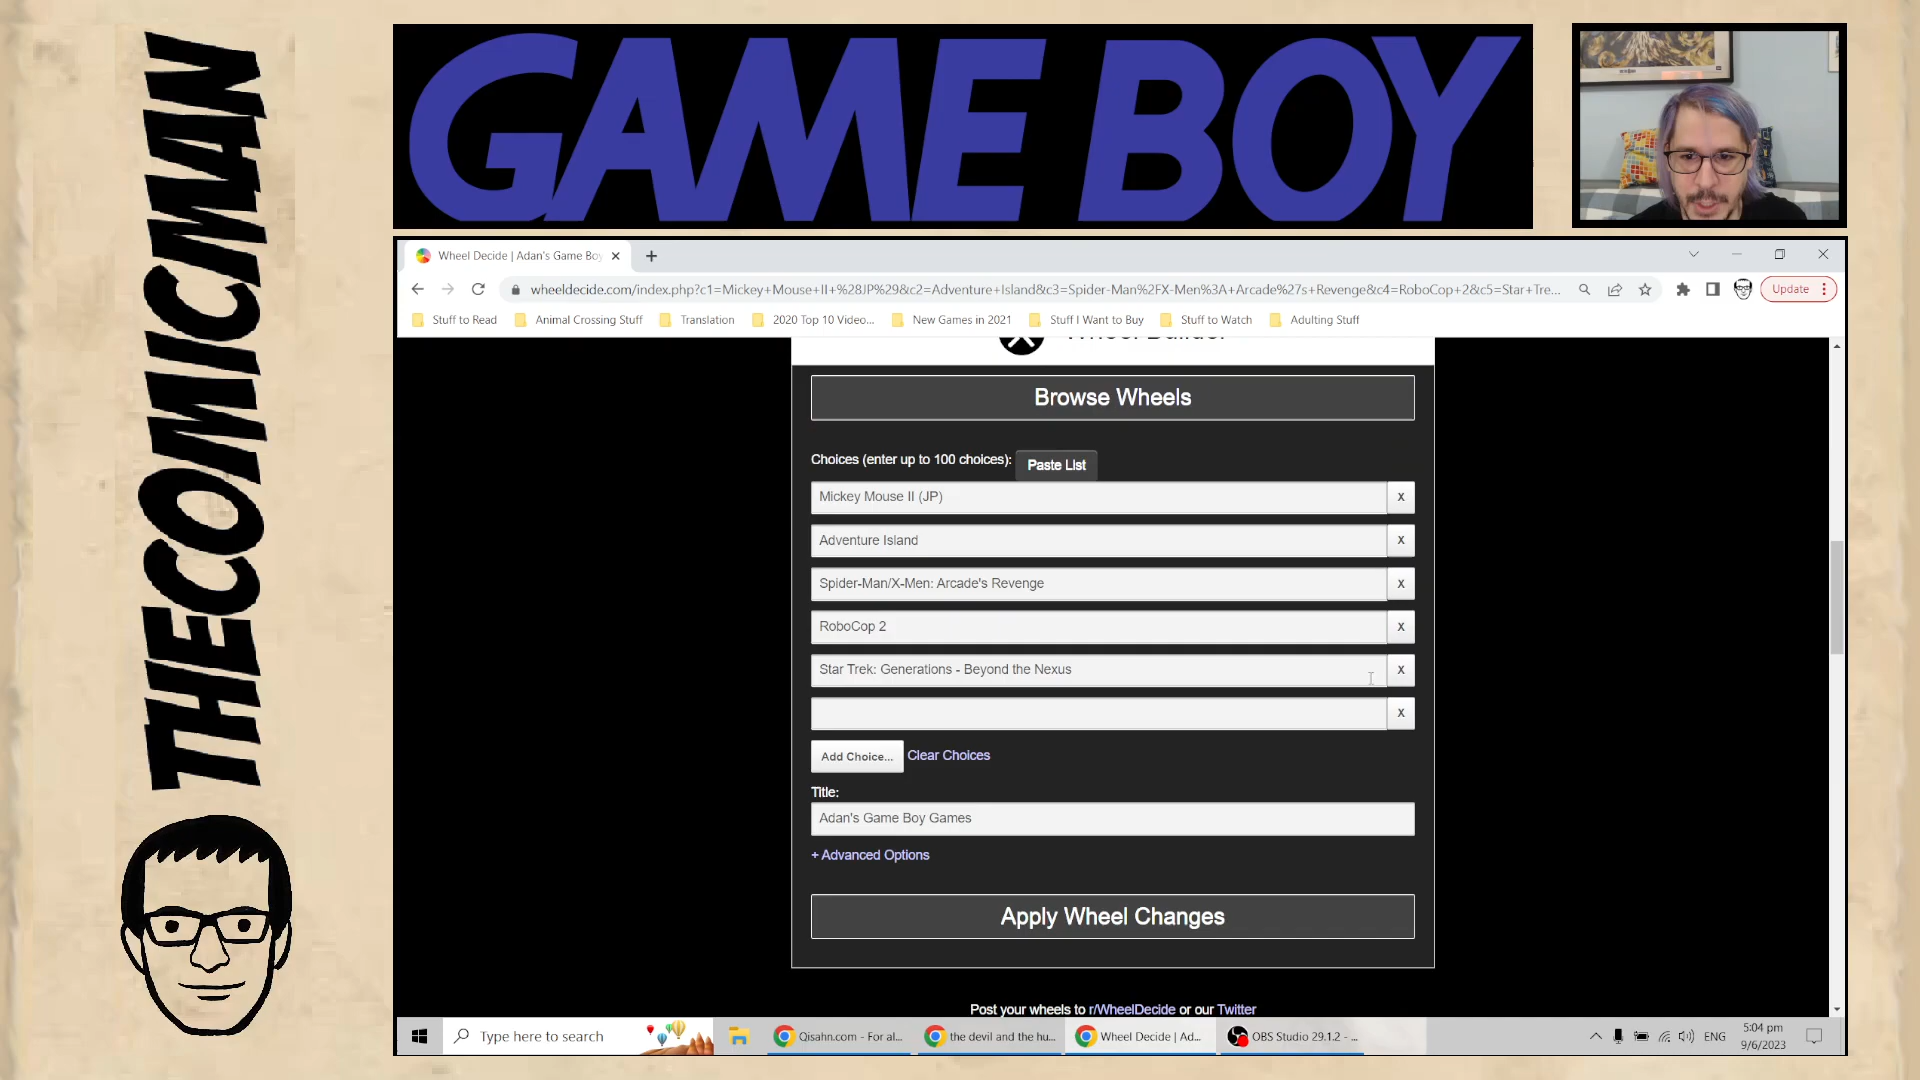 THECOMICMAN
GAME BOY
Wheel Decide | Adan's Game Boy
wheeldecide.com/index.php?c1=Mickey+Mouse+II+%28JP%29&c2=Adventure+Island&c3=Spider-Man%2FX-Men%3A+Arcade%27s+Revenge&c4=RoboCop+2&c5=Star+Tre...
Update
Stuff to Read
Animal Crossing Stuff
Translation
2020 Top 10 Video...
New Games in 2021
Stuff I Want to Buy
Stuff to Watch
Adulting Stuff
Wheel Builder
Browse Wheels
Choices (enter up to 100 choices): Paste List
Mickey Mouse II (JP) X
Adventure Island X
Spider-Man/X-Men: Arcade's Revenge X
RoboCop 2 X
Star Trek: Generations - Beyond the Nexus X
X
Add Choice... Clear Choices
Title:
Adan's Game Boy Games
+ Advanced Options
Apply Wheel Changes
Post your wheels to r/WheelDecide or our Twitter
Type here to search
Qisahn.com - For al...
the devil and the hu...
Wheel Decide | Ad...
OBS Studio 29.1.2 - ...
ENG
5:04 pm
9/6/2023